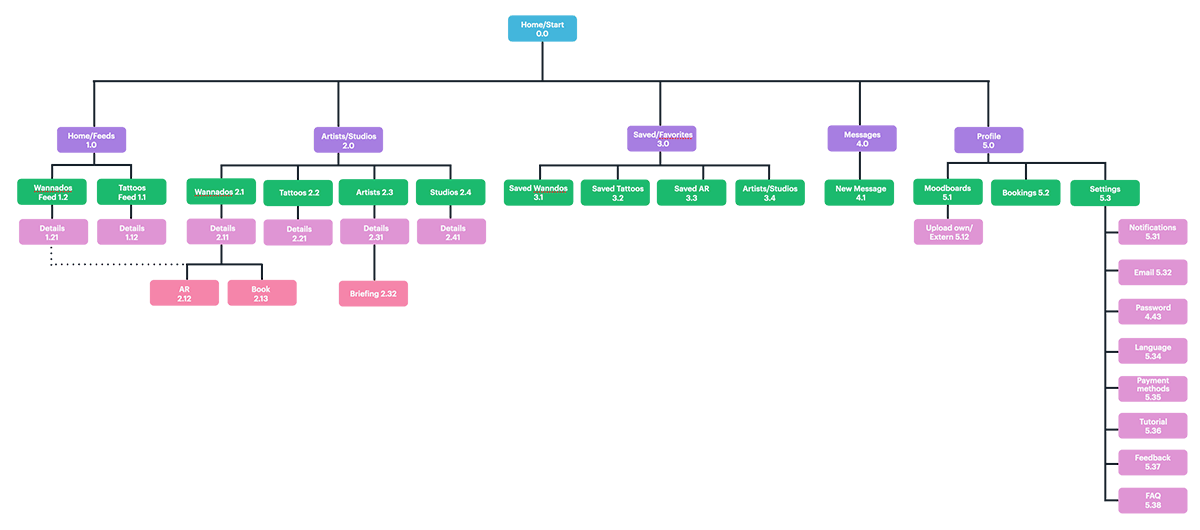 Home/Start
0.0
Home/Feeds
1.0
Artists/Studios
2.0
Saved/Favorites
3.0
Messages
4.0
Profile
5.0
Wannados
Feed 1.2
Tattoos
Feed 1.1
Wannados 2.1
Tattoos 2.2
Artists 2.3
Studios 2.4
Saved Wanndos
3.1
Saved Tattoos
3.2
Saved AR
3.3
Artists/Studios
3.4
New Message
4.1
Moodboards
5.1
Bookings 5.2
Settings
5.3
Details
1.21
Details
1.12
Details
2.11
Details
2.21
Details
2.31
Details
2.41
Upload own/
Extern 5.12
Notifications
5.31
AR
2.12
Book
2.13
Briefing 2.32
Email 5.32
Password
4.43
Language
5.34
Payment
methods
5.35
Tutorial
5.36
Feedback
5.37
FAQ
5.38